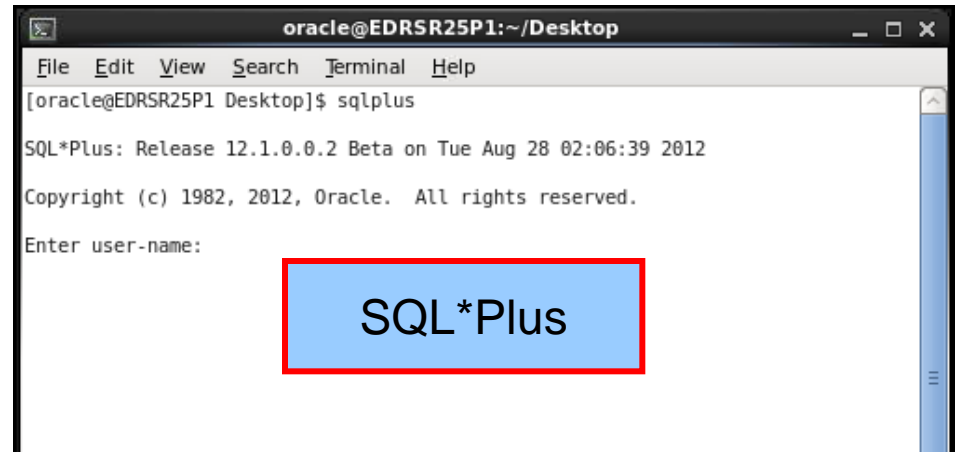 oracle@EDRSR25P1:~/Desktop
File Edit View Search Terminal Help
[oracle@EDRSR25P1 Desktop]$ sqlplus
SQL*Plus: Release 12.1.0.0.2 Beta on Tue Aug 28 02:06:39 2012
Copyright (c) 1982, 2012, Oracle.  All rights reserved.
Enter user-name:
SQL*Plus